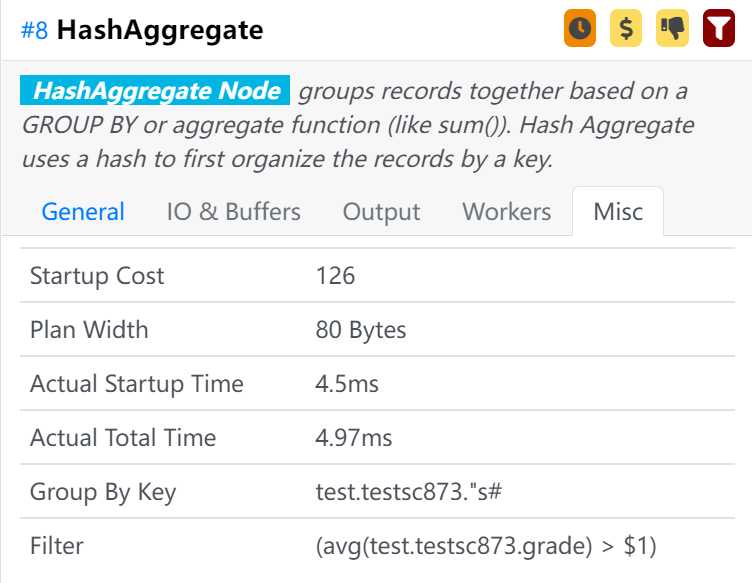 #8 HashAggregate
HashAggregate Node groups records together based on a
GROUP BY or aggregate function (like sum()). Hash Aggregate
uses a hash to first organize the records by a key.
General IO & Buffers Output Workers Misc
Startup Cost 126
Plan Width 80 Bytes
Actual Startup Time 4.5ms
Actual Total Time 4.97ms
Group By Key test.testsc873."s#
Filter (avg(test.testsc873.grade) > $1)